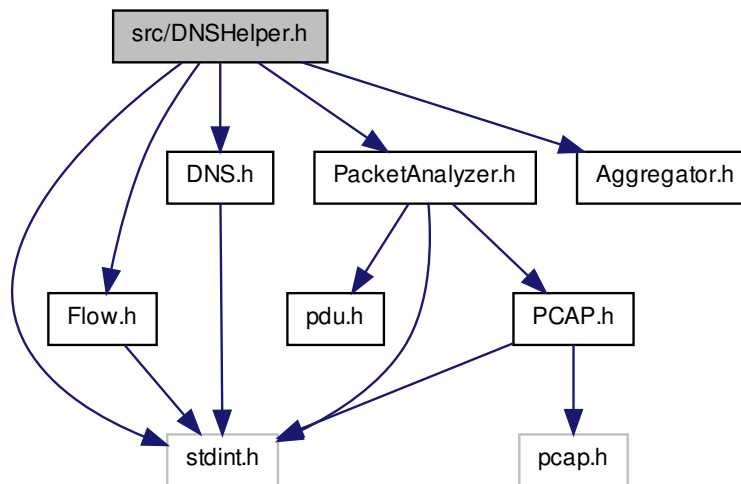 src/DNSHelper.h
DNS.h
PacketAnalyzer.h
Aggregator.h
Flow.h
pdu.h
PCAP.h
stdint.h
pcap.h